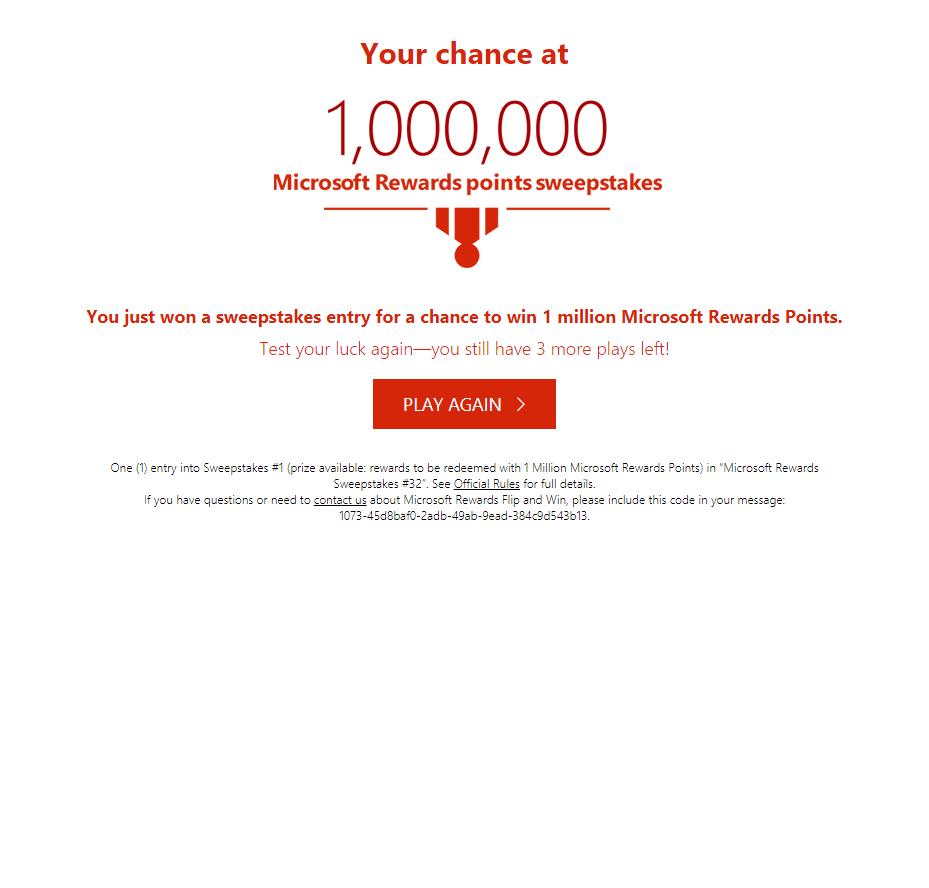 Your chance at
1,000,000
Microsoft Rewards points sweepstakes
You just won a sweepstakes entry for a chance to win 1 million Microsoft Rewards Points.
Test your luck again—you still have 3 more plays left!
PLAY AGAIN
One (1) entry into Sweepstakes #1 (prize available: rewards to be redeemed with 1 Million Microsoft Rewards Points) in “Microsoft Rewards
Sweepstakes #32”. See Official Rules for full details.
If you have questions or need to contact us about Microsoft Rewards Flip and Win, please include this code in your message:
1073-45d8baf0-2adb-49ab-9ead-384c9d543b13.